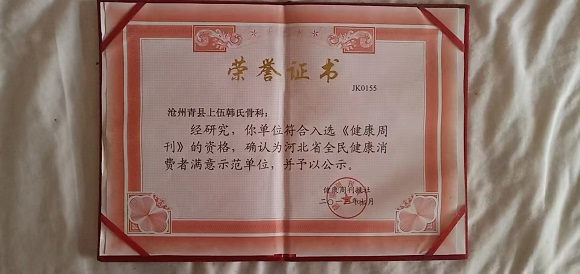 荣誉证书
JK0155
沧州青县上伍韩氏骨科：
经研究，你单位符合入选《健康周
刊》的资格，确认为河北省全民健康消
费者满意示范单位，并予以公示。
健康周刊社